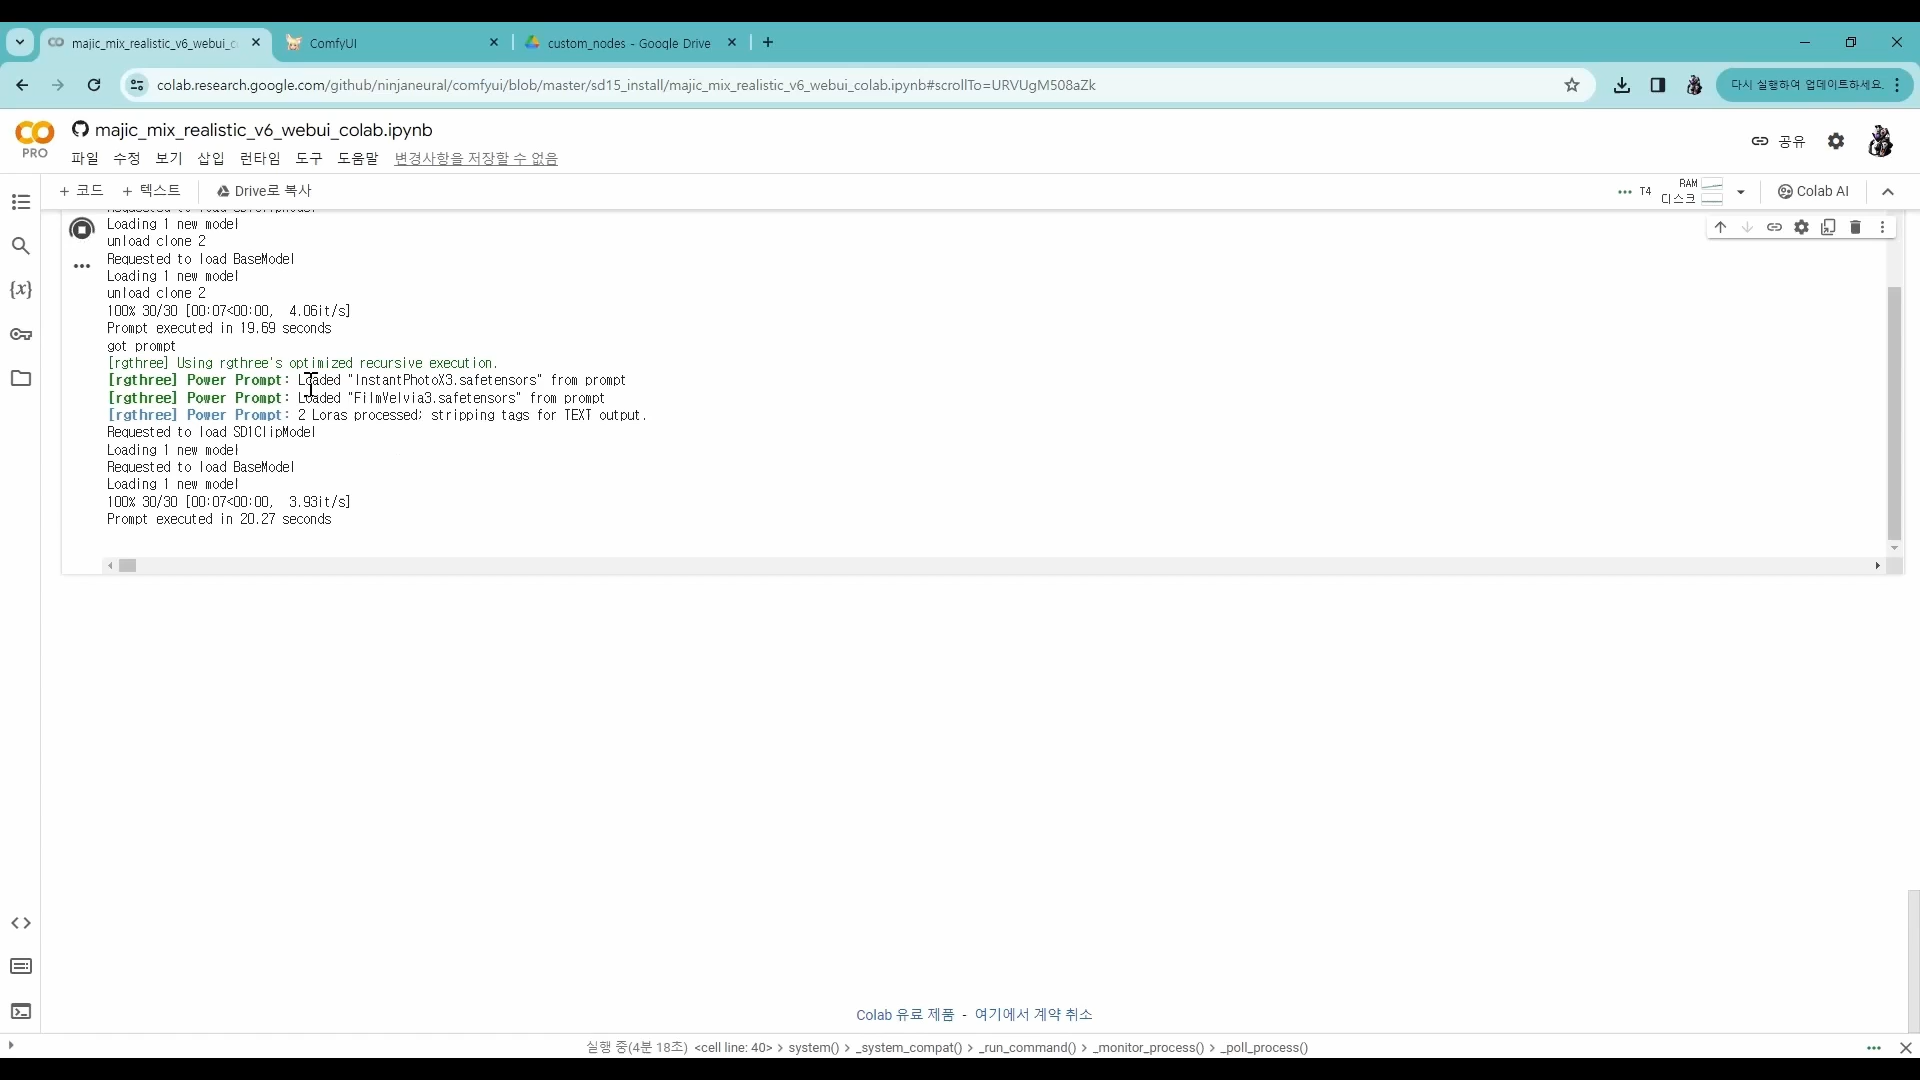 majic_mix_realistic_v6_webui_c
ComfyUI
custom_nodes - Google Drive
colab.research.google.com/github/ninjaneural/comfyui/blob/master/sd15_install/majic_mix_realistic_v6_webui_colab.ipynb#scrollTo=URVUgM508aZk
다시 실행하여 업데이트하세요.
CO
PRO
majic_mix_realistic_v6_webui_colab.ipynb
파일 수정 보기 삽입 런타임 도구 도움말 변경사항을 저장할 수 없음
공유
+ 코드 + 텍스트 Drive로 복사
T4
RAM
디스크
Colab AI
{x}
Loading 1 new model
unload clone 2
Requested to load BaseModel
Loading 1 new model
unload clone 2
100% 30/30 [00:07<00:00, 4.06it/s]
Prompt executed in 19.69 seconds
got prompt
[rgthree] Using rgthree's optimized recursive execution.
[rgthree] Power Prompt: Loaded "InstantPhotoX3.safetensors" from prompt
[rgthree] Power Prompt: Loaded "FilmVelvia3.safetensors" from prompt
[rgthree] Power Prompt: 2 Loras processed; stripping tags for TEXT output.
Requested to load SD1ClipModel
Loading 1 new model
Requested to load BaseModel
Loading 1 new model
100% 30/30 [00:07<00:00, 3.93it/s]
Prompt executed in 20.27 seconds
Colab 유료 제품 - 여기에서 계약 취소
실행 중(4분 18초) <cell line: 40> > system() > _system_compat() > _run_command() > _monitor_process() > _poll_process()